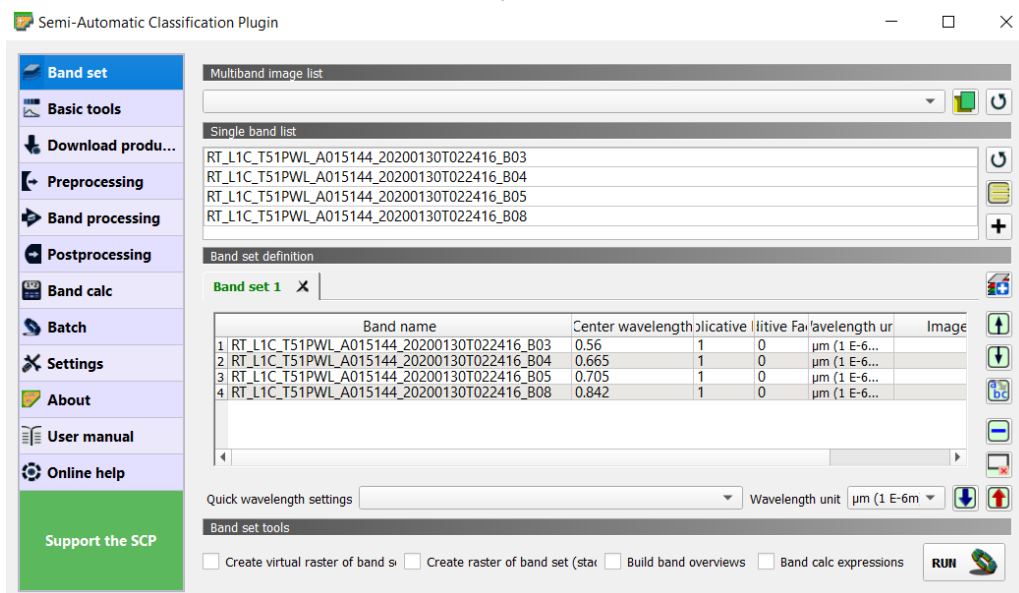 Semi-Automatic Classification Plugin
Band set
Basic tools
Download produ...
Preprocessing
Band processing
Postprocessing
Band calc
Batch
Settings
About
User manual
Online help
Support the SCP
Multiband image list
Single band list
RT_L1C_T51PWL_A015144_20200130T022416_B03
RT_L1C_T51PWL_A015144_20200130T022416_B04
RT_L1C_T51PWL_A015144_20200130T022416_B05
RT_L1C_T51PWL_A015144_20200130T022416_B08
Band set definition
Band set 1
Band name Center wavelength plicative ditive Fac avelength un Image
1 RT_L1C_T51PWL_A015144_20200130T022416_B03 0.56 1 0 µm (1 E-6...
2 RT_L1C_T51PWL_A015144_20200130T022416_B04 0.665 1 0 µm (1 E-6...
3 RT_L1C_T51PWL_A015144_20200130T022416_B05 0.705 1 0 µm (1 E-6...
4 RT_L1C_T51PWL_A015144_20200130T022416_B08 0.842 1 0 µm (1 E-6...
Quick wavelength settings Wavelength unit µm (1 E-6m
Band set tools
Create virtual raster of band se Create raster of band set (stac Build band overviews Band calc expressions RUN